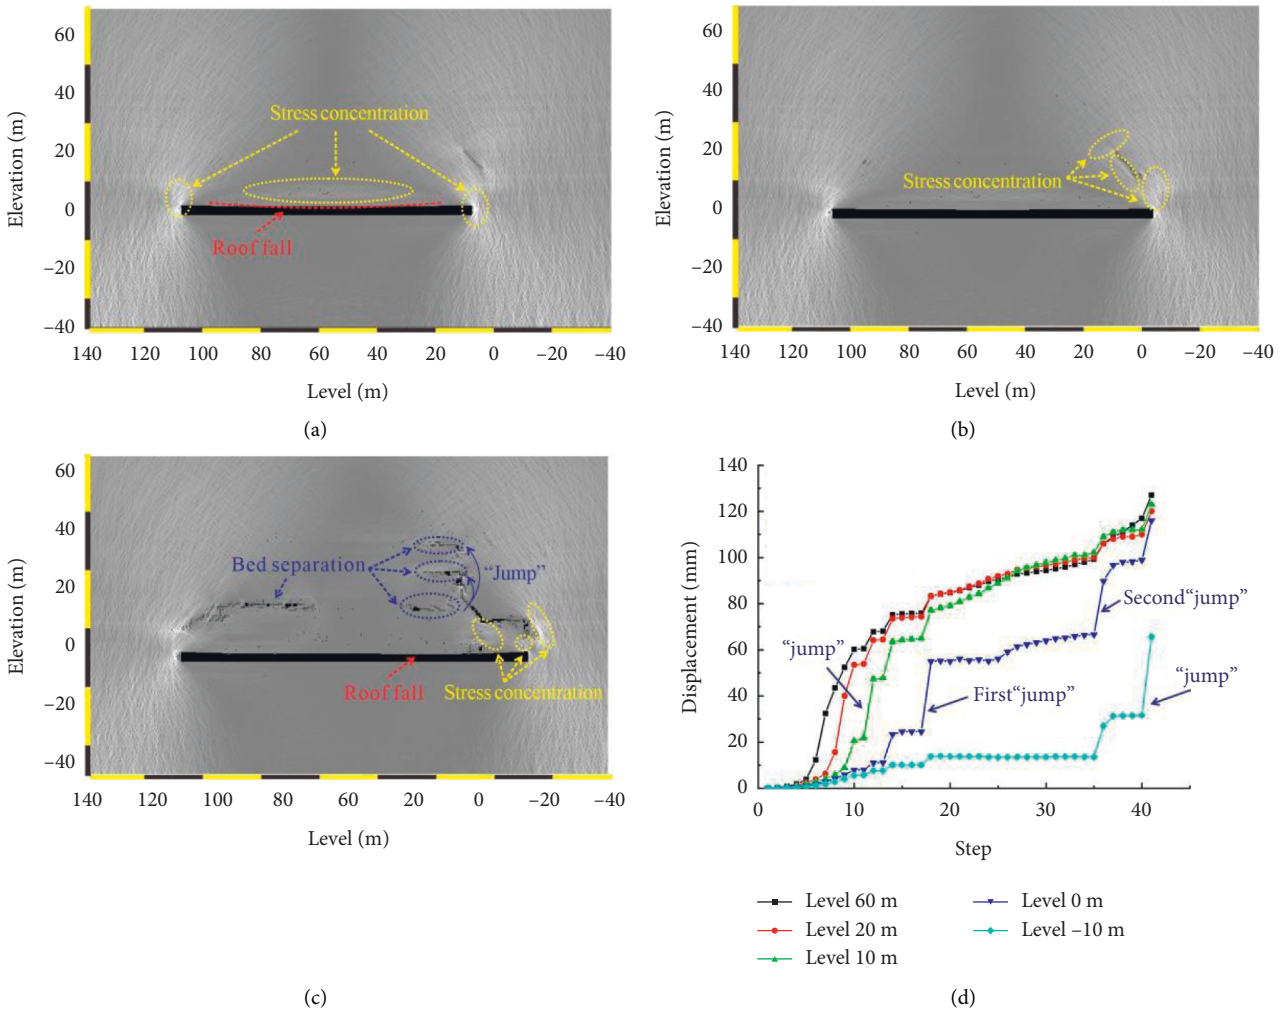 60
40
20
0
–20
–40
Elevation (m)
Stress concentration
Roof fall
140 120 100 80 60 40 20 0 –20 –40
Level (m)
(a)
60
40
20
0
–20
–40
Elevation (m)
Stress concentration
140 120 100 80 60 40 20 0 –20 –40
Level (m)
(b)
60
40
20
0
–20
–40
Elevation (m)
Bed separation
“Jump”
Roof fall
Stress concentration
140 120 100 80 60 40 20 0 –20 –40
Level (m)
(c)
140
120
100
80
60
40
20
0
Displacement (mm)
“jump”
First“jump”
Second“jump”
“jump”
0 10 20 30 40
Step
Level 60 m
Level 20 m
Level 10 m
Level 0 m
Level –10 m
(d)